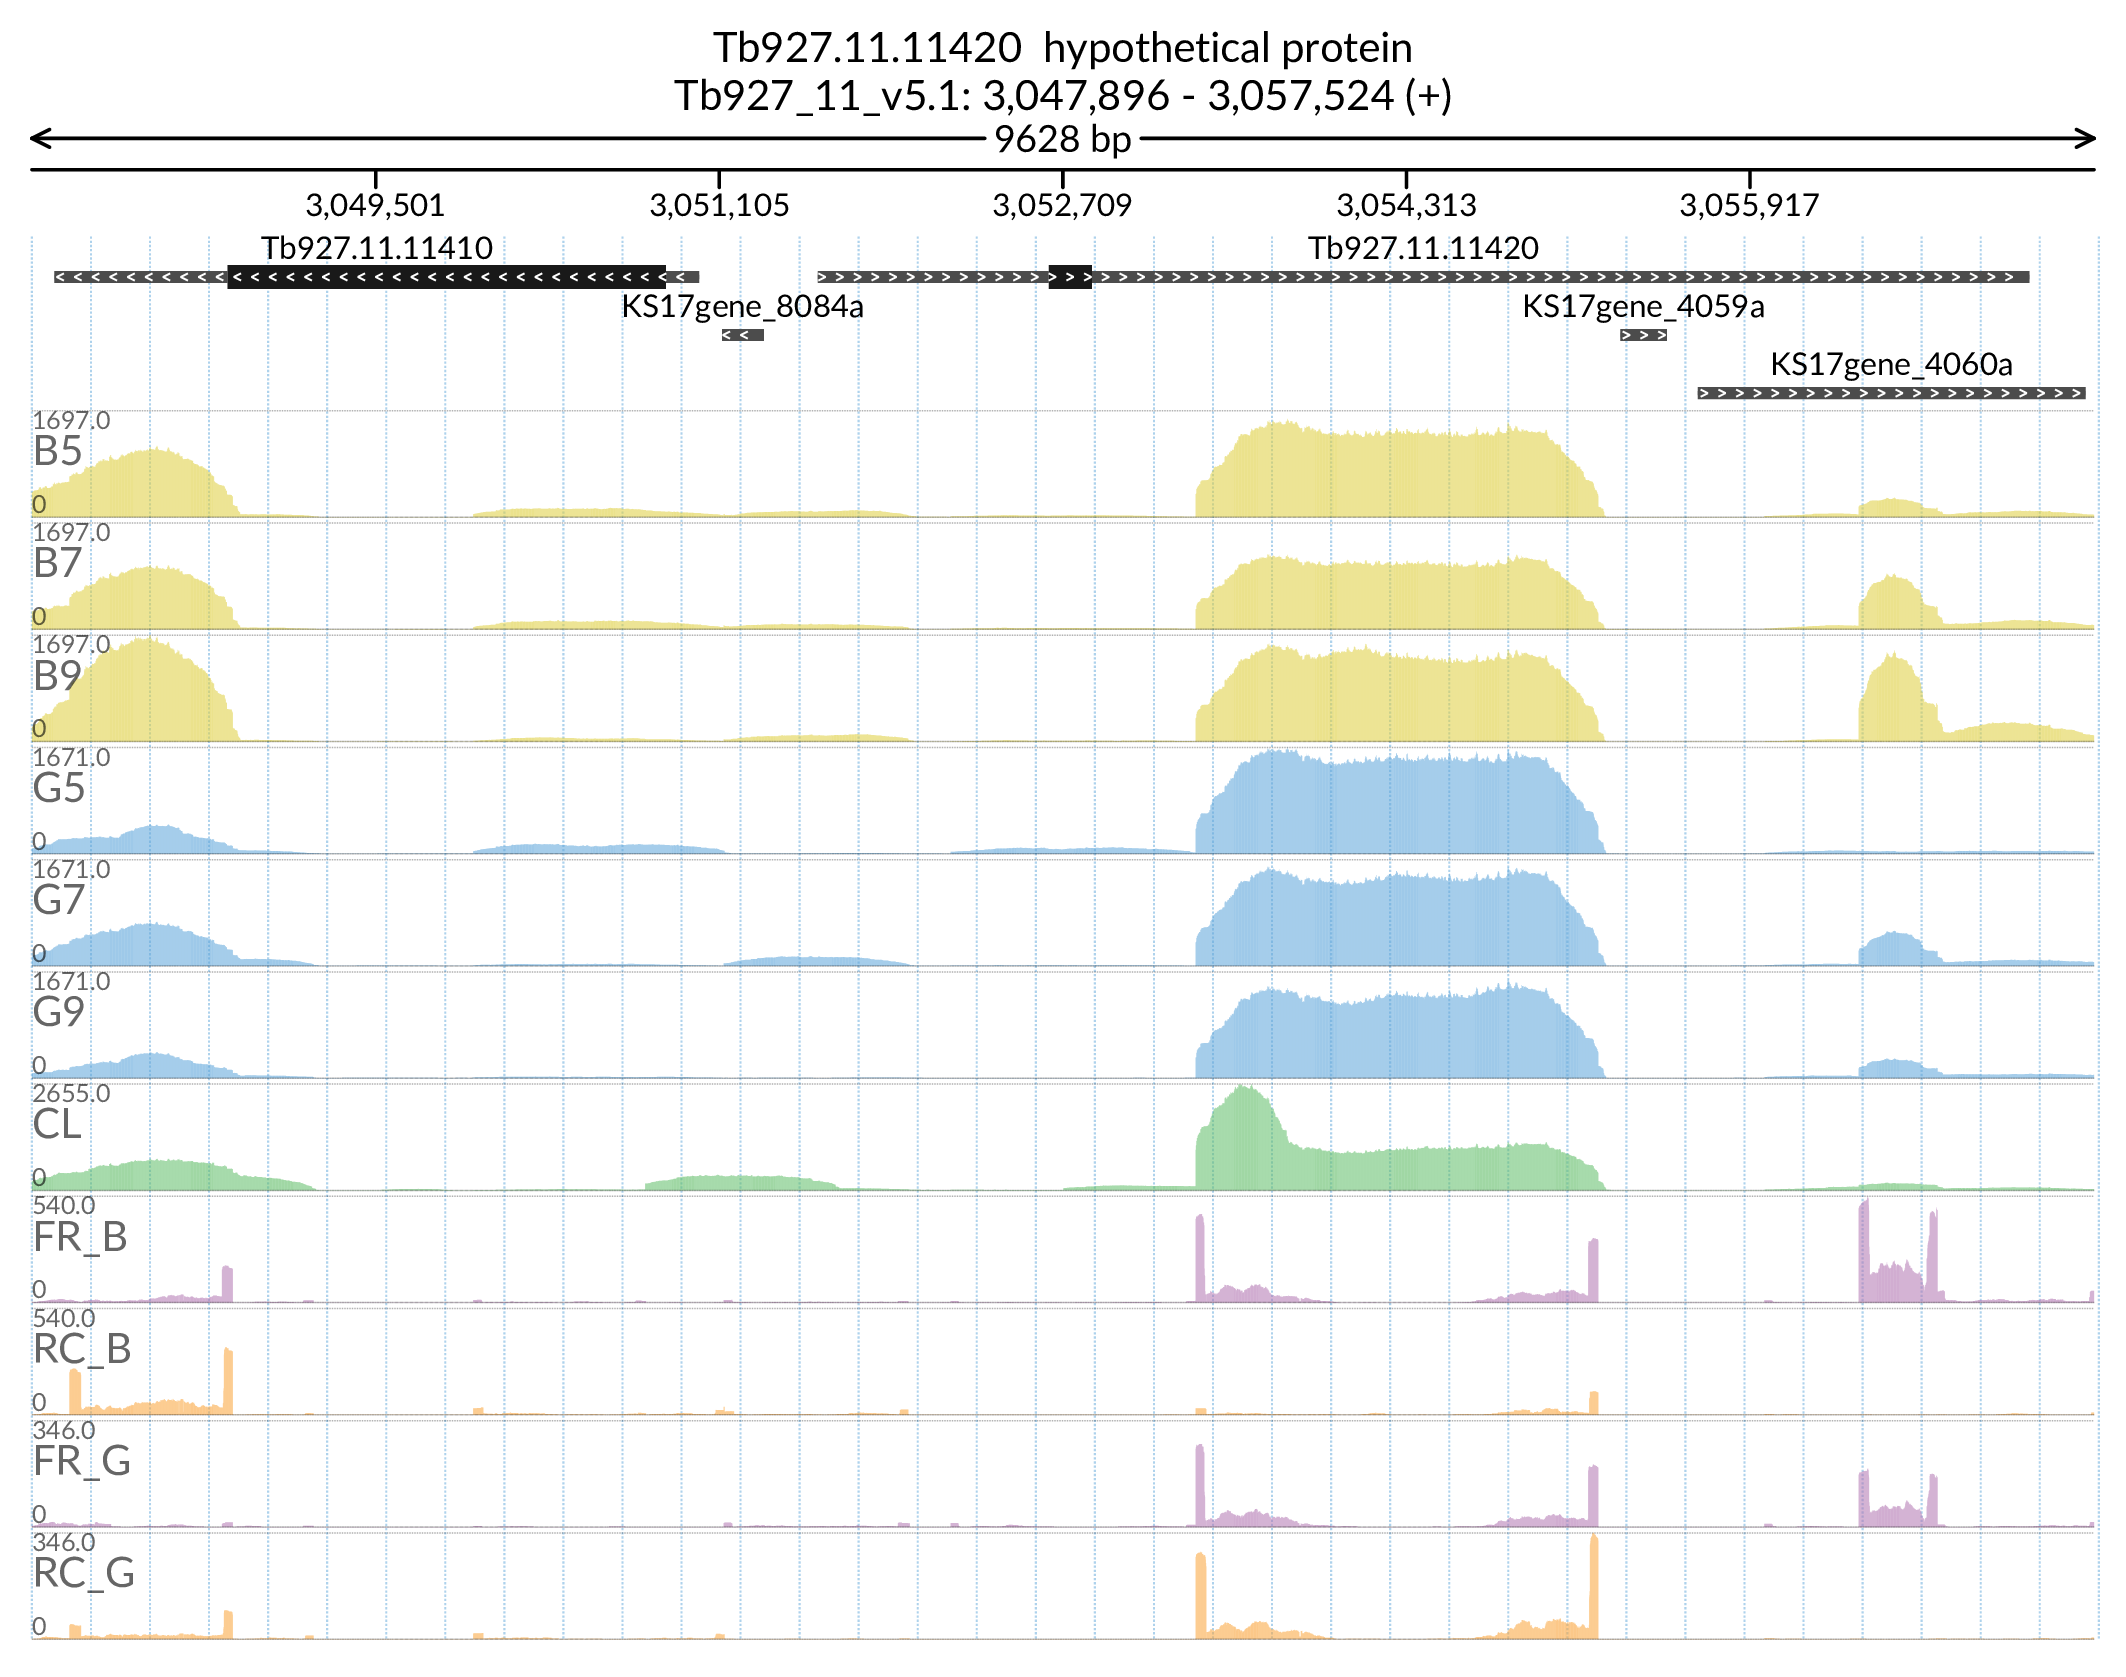 Tb927.11.11420 hypothetical protein
Tb927_11_v5.1: 3,047,896 - 3,057,524 (+)
9628 bp
3,049,501 3,051,105 3,052,709 3,054,313 3,055,917
Tb927.11.11410 Tb927.11.11420
KS17gene_8084a KS17gene_4059a
KS17gene_4060a
1697.0
B5
0
1697.0
B7
0
1697.0
B9
0
1671.0
G5
0
1671.0
G7
0
1671.0
G9
0
2655.0
CL
0
540.0
FR_B
0
540.0
RC_B
0
346.0
FR_G
0
346.0
RC_G
0